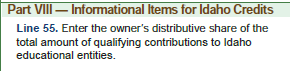 Part VIII — Informational Items for Idaho Credits
Line 55. Enter the owner's distributive share of the
total amount of qualifying contributions to Idaho
educational entities.